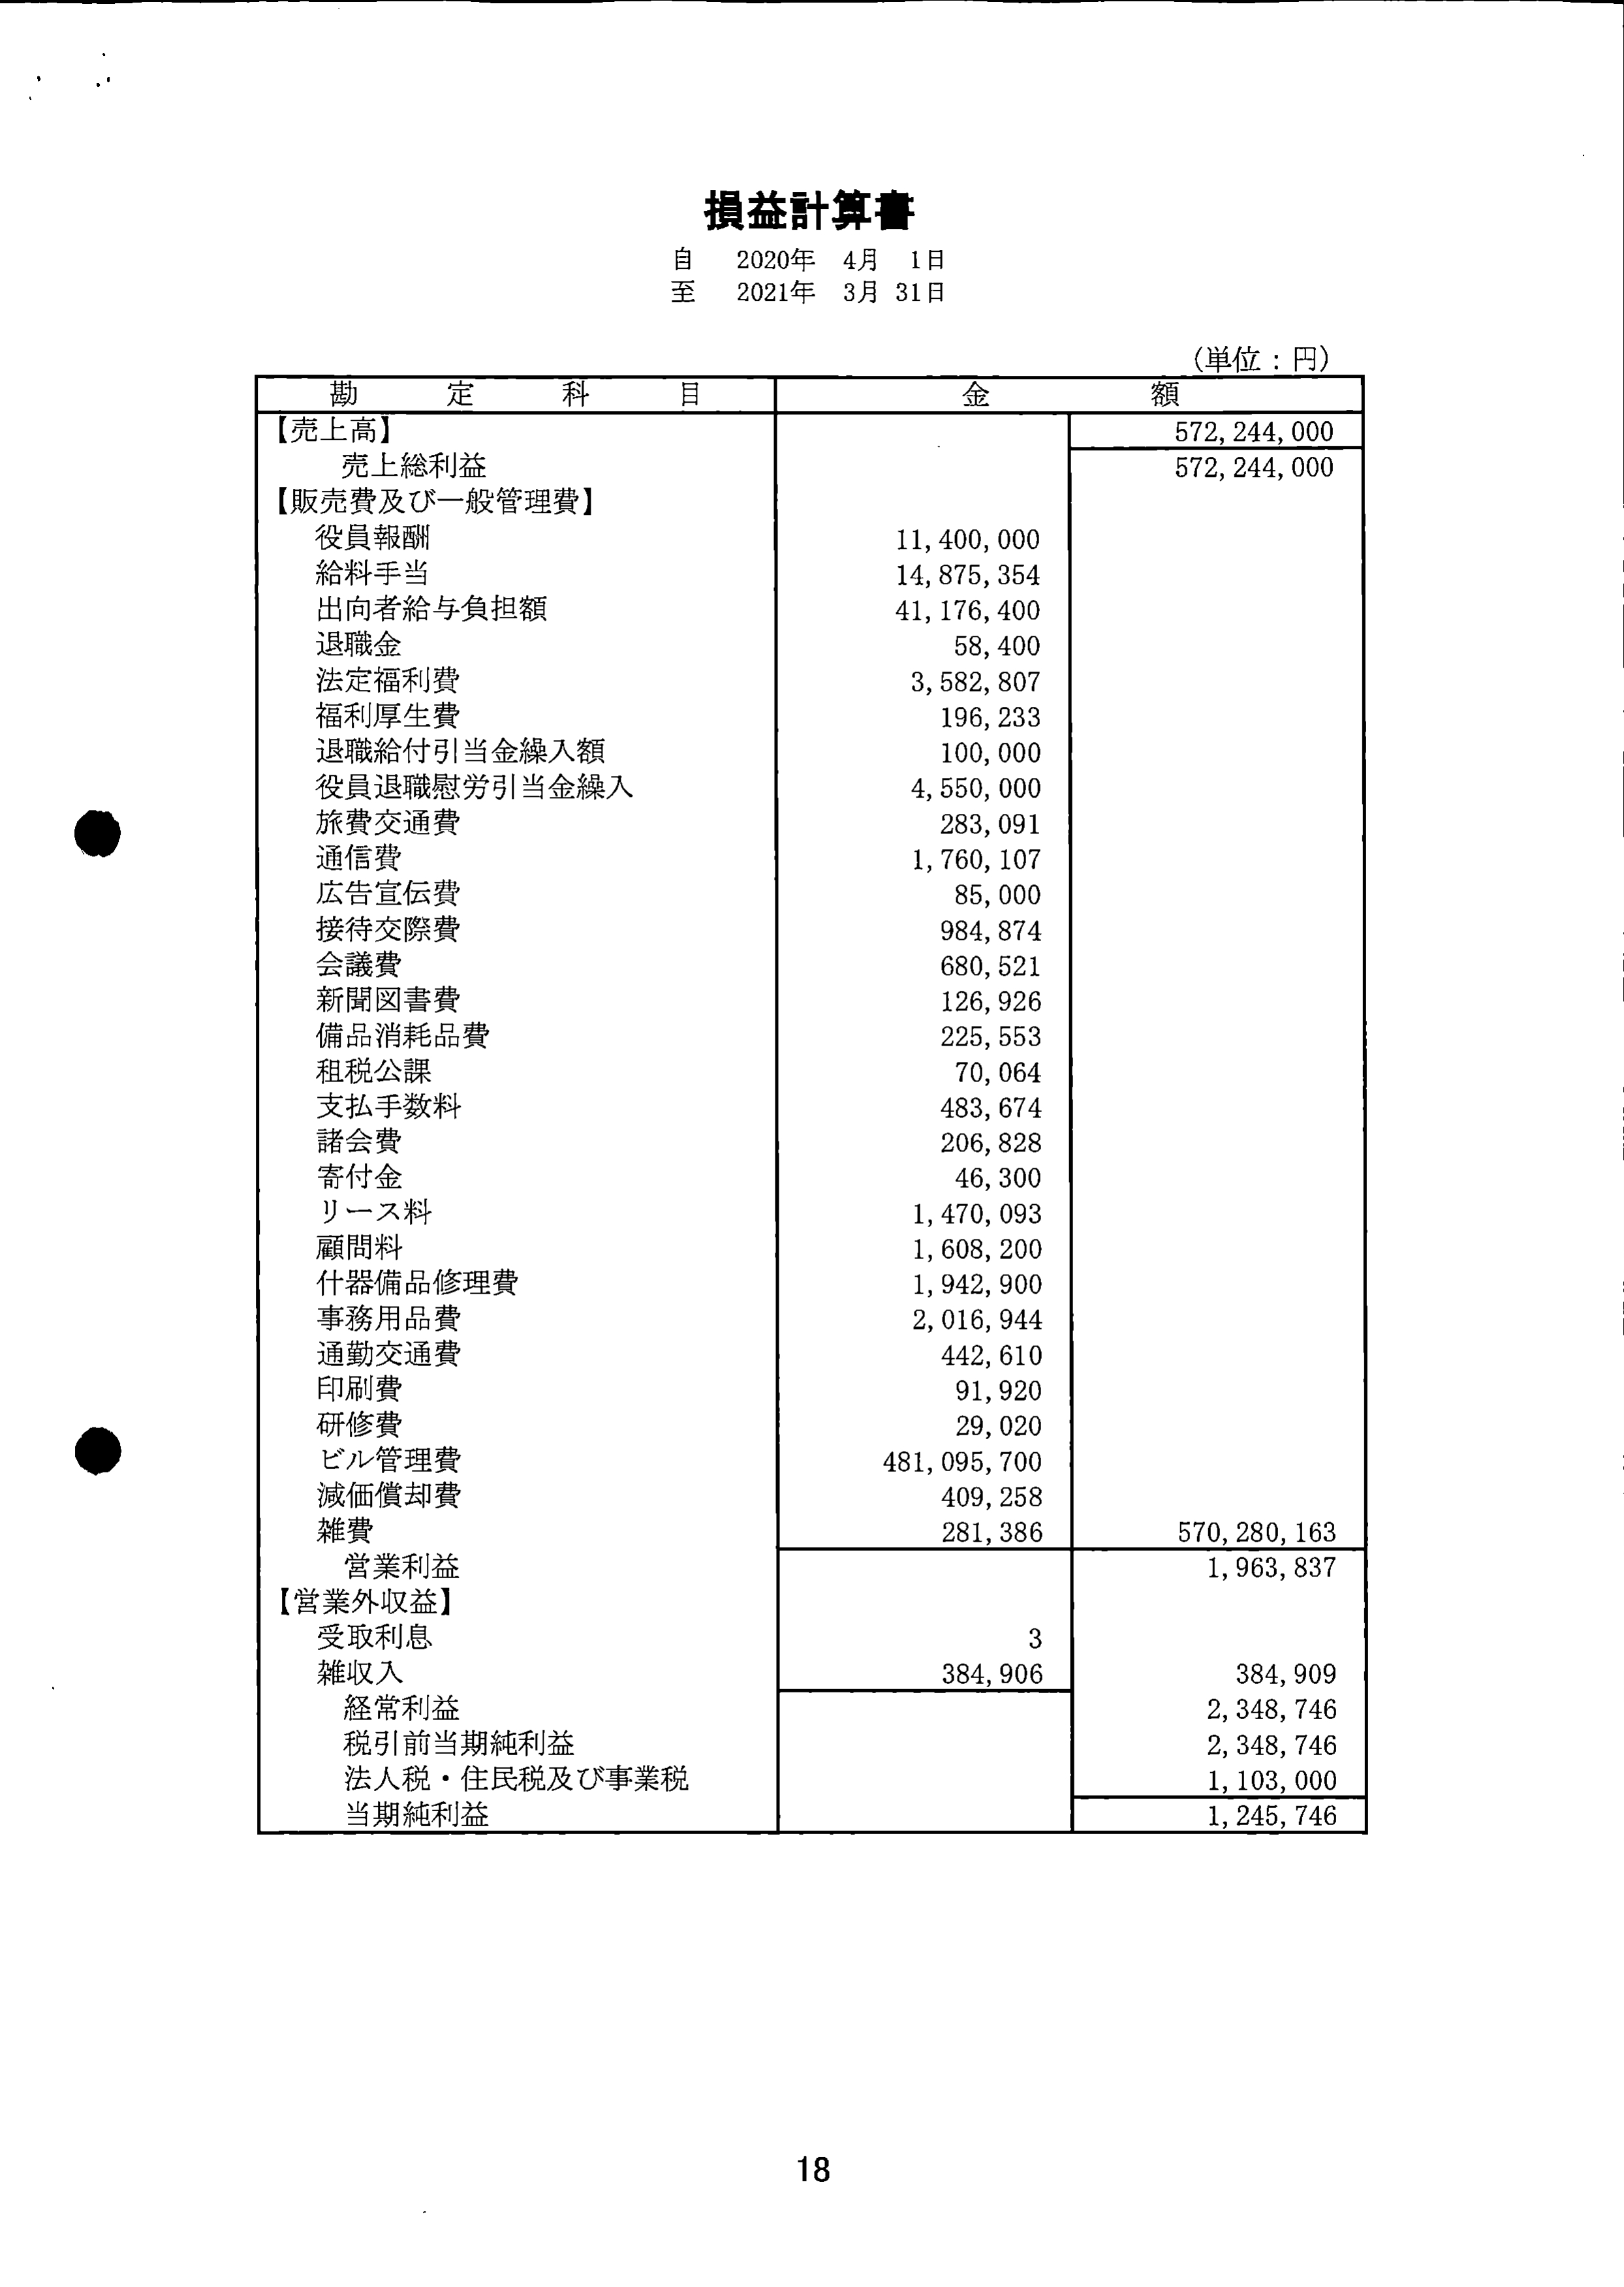 損益計算書
自 2020年 4月 1日
至 2021年 3月 31日
（単位：円）
勘定科目 金額
【売上高】 572,244,000
売上総利益 572,244,000
【販売費及び一般管理費】
役員報酬 11,400,000
給料手当 14,875,354
出向者給与負担額 41,176,400
退職金 58,400
法定福利費 3,582,807
福利厚生費 196,233
退職給付引当金繰入額 100,000
役員退職慰労引当金繰入 4,550,000
旅費交通費 283,091
通信費 1,760,107
広告宣伝費 85,000
接待交際費 984,874
会議費 680,521
新聞図書費 126,926
備品消耗品費 225,553
租税公課 70,064
支払手数料 483,674
諸会費 206,828
寄付金 46,300
リース料 1,470,093
顧問料 1,608,200
什器備品修理費 1,942,900
事務用品費 2,016,944
通勤交通費 442,610
印刷費 91,920
研修費 29,020
ビル管理費 481,095,700
減価償却費 409,258
雑費 281,386 570,280,163
営業利益 1,963,837
【営業外収益】
受取利息 3
雑収入 384,906 384,909
経常利益 2,348,746
税引前当期純利益 2,348,746
法人税・住民税及び事業税 1,103,000
当期純利益 1,245,746
18